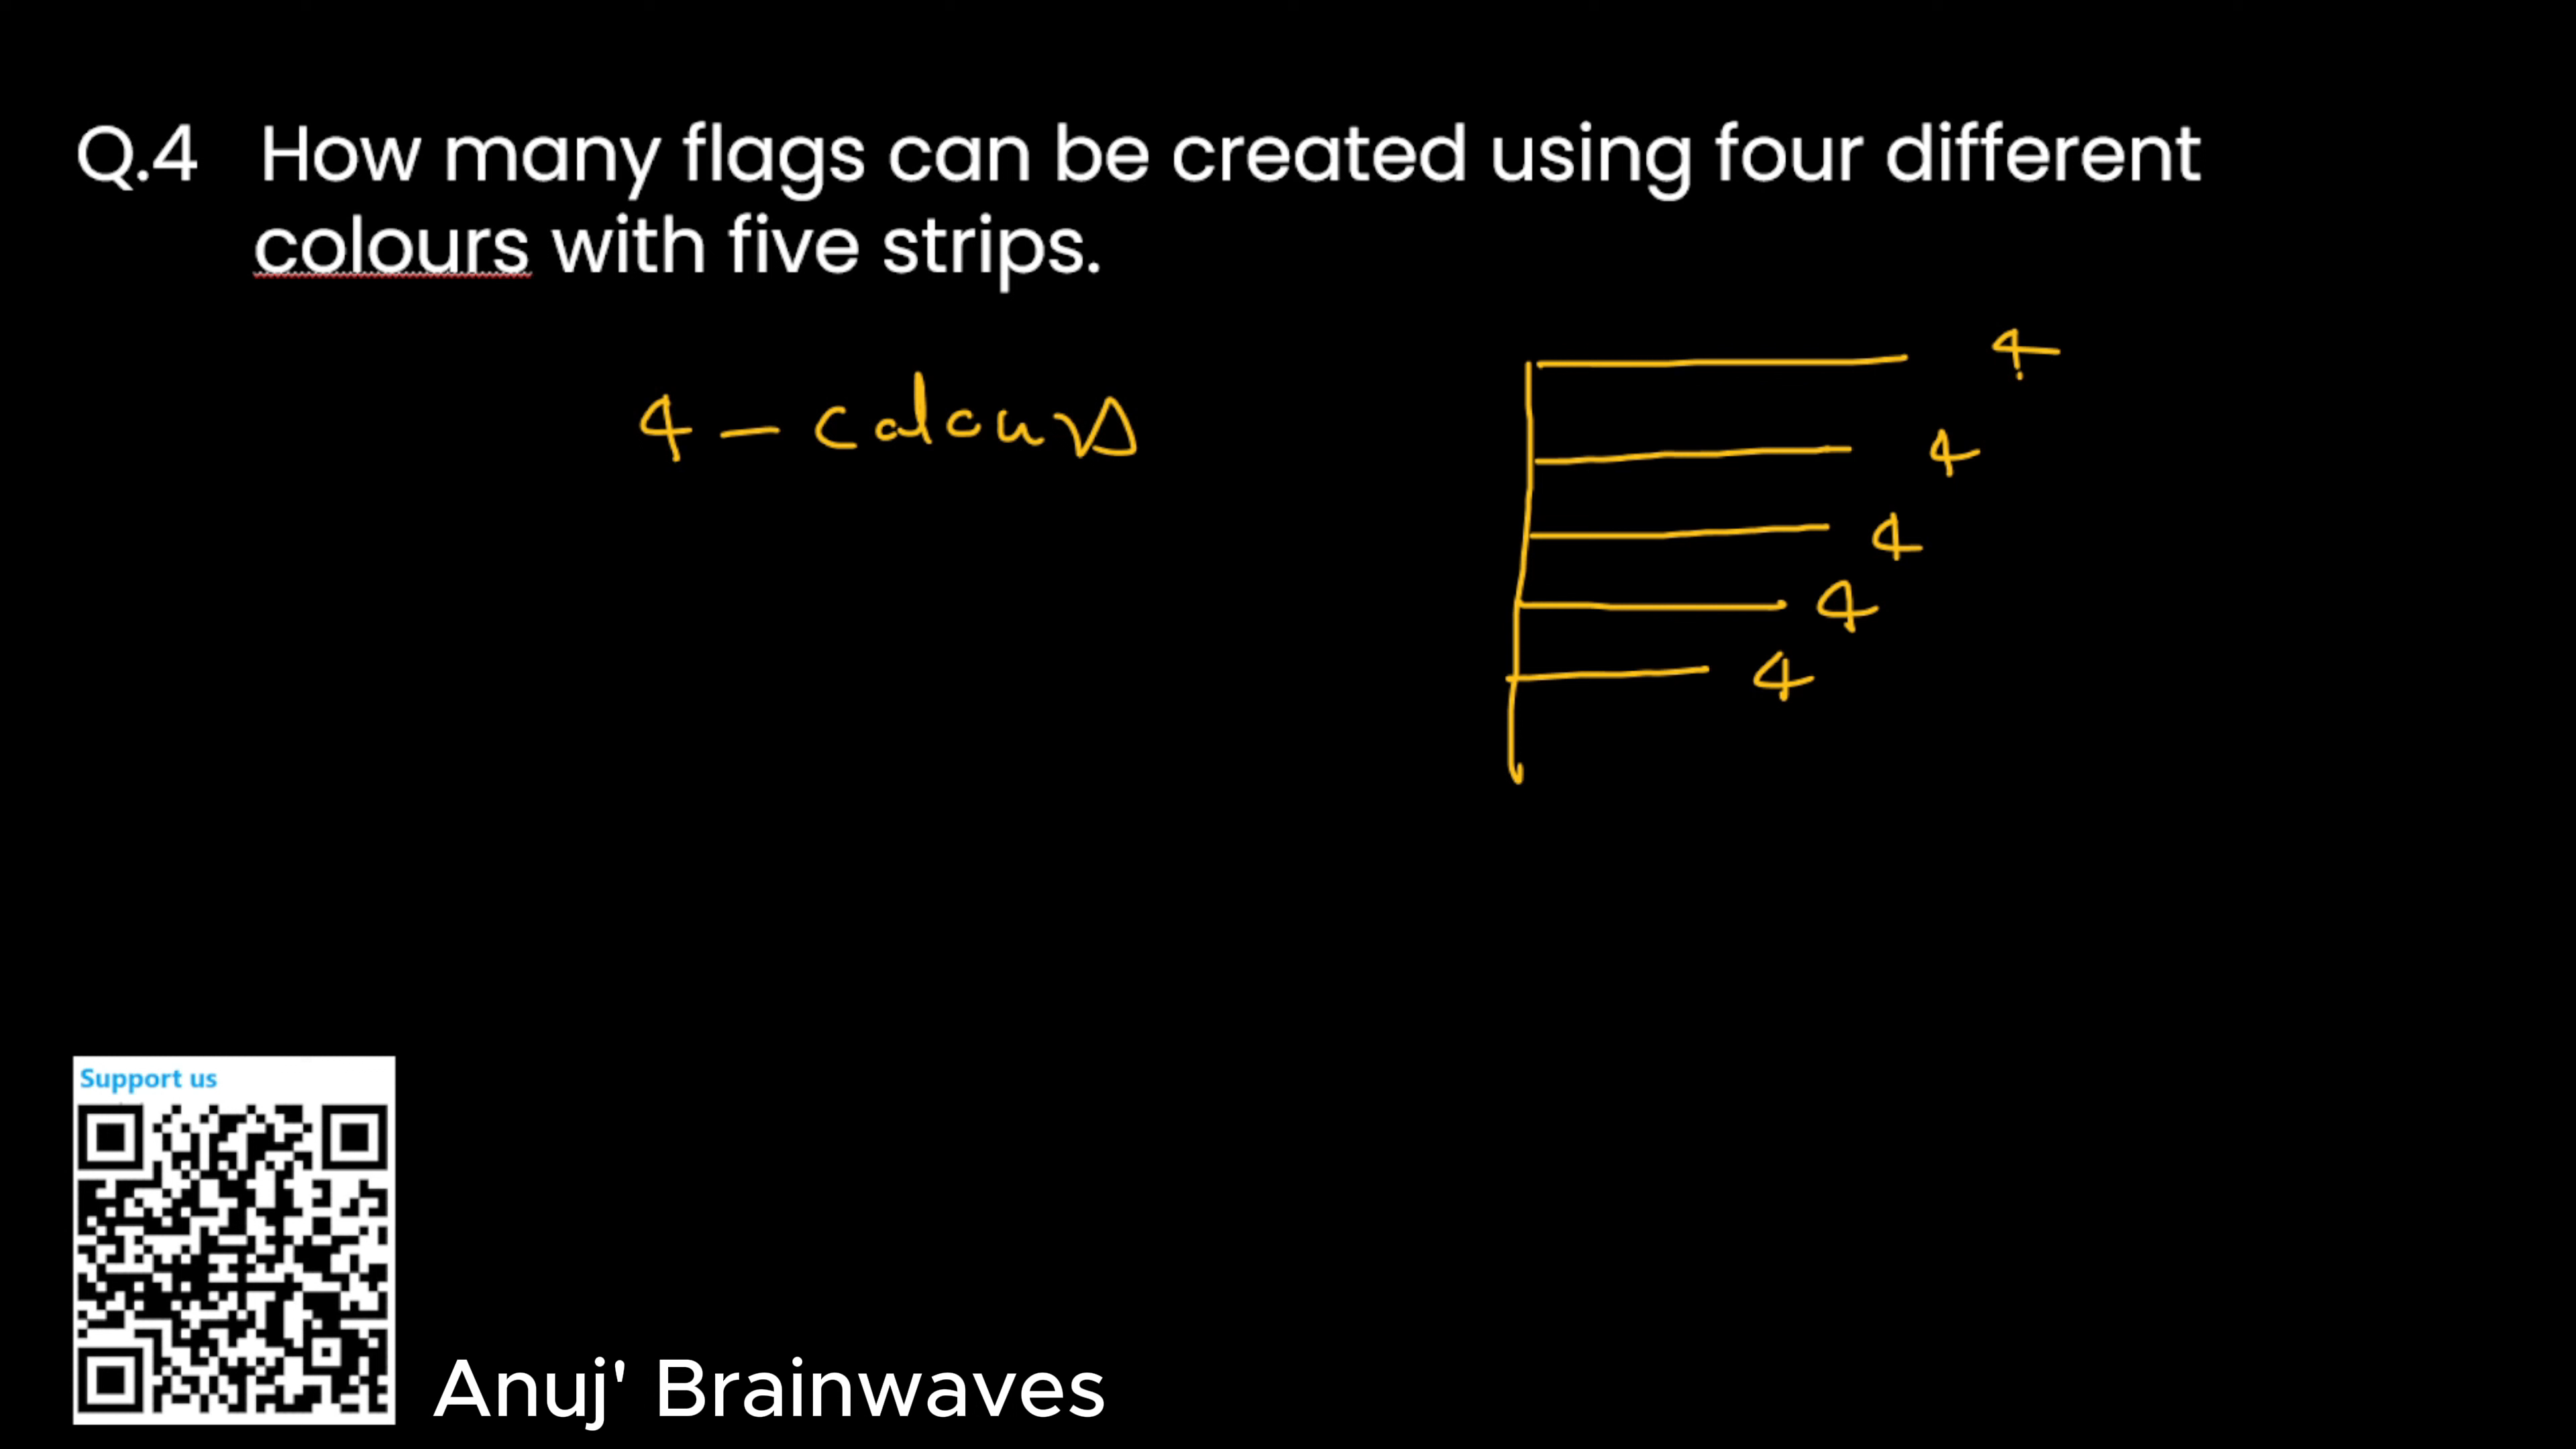 Q.4 How many flags can be created using four different
colours with five strips.
4 - colours
4
4
4
4
4
Support us
Anuj' Brainwaves